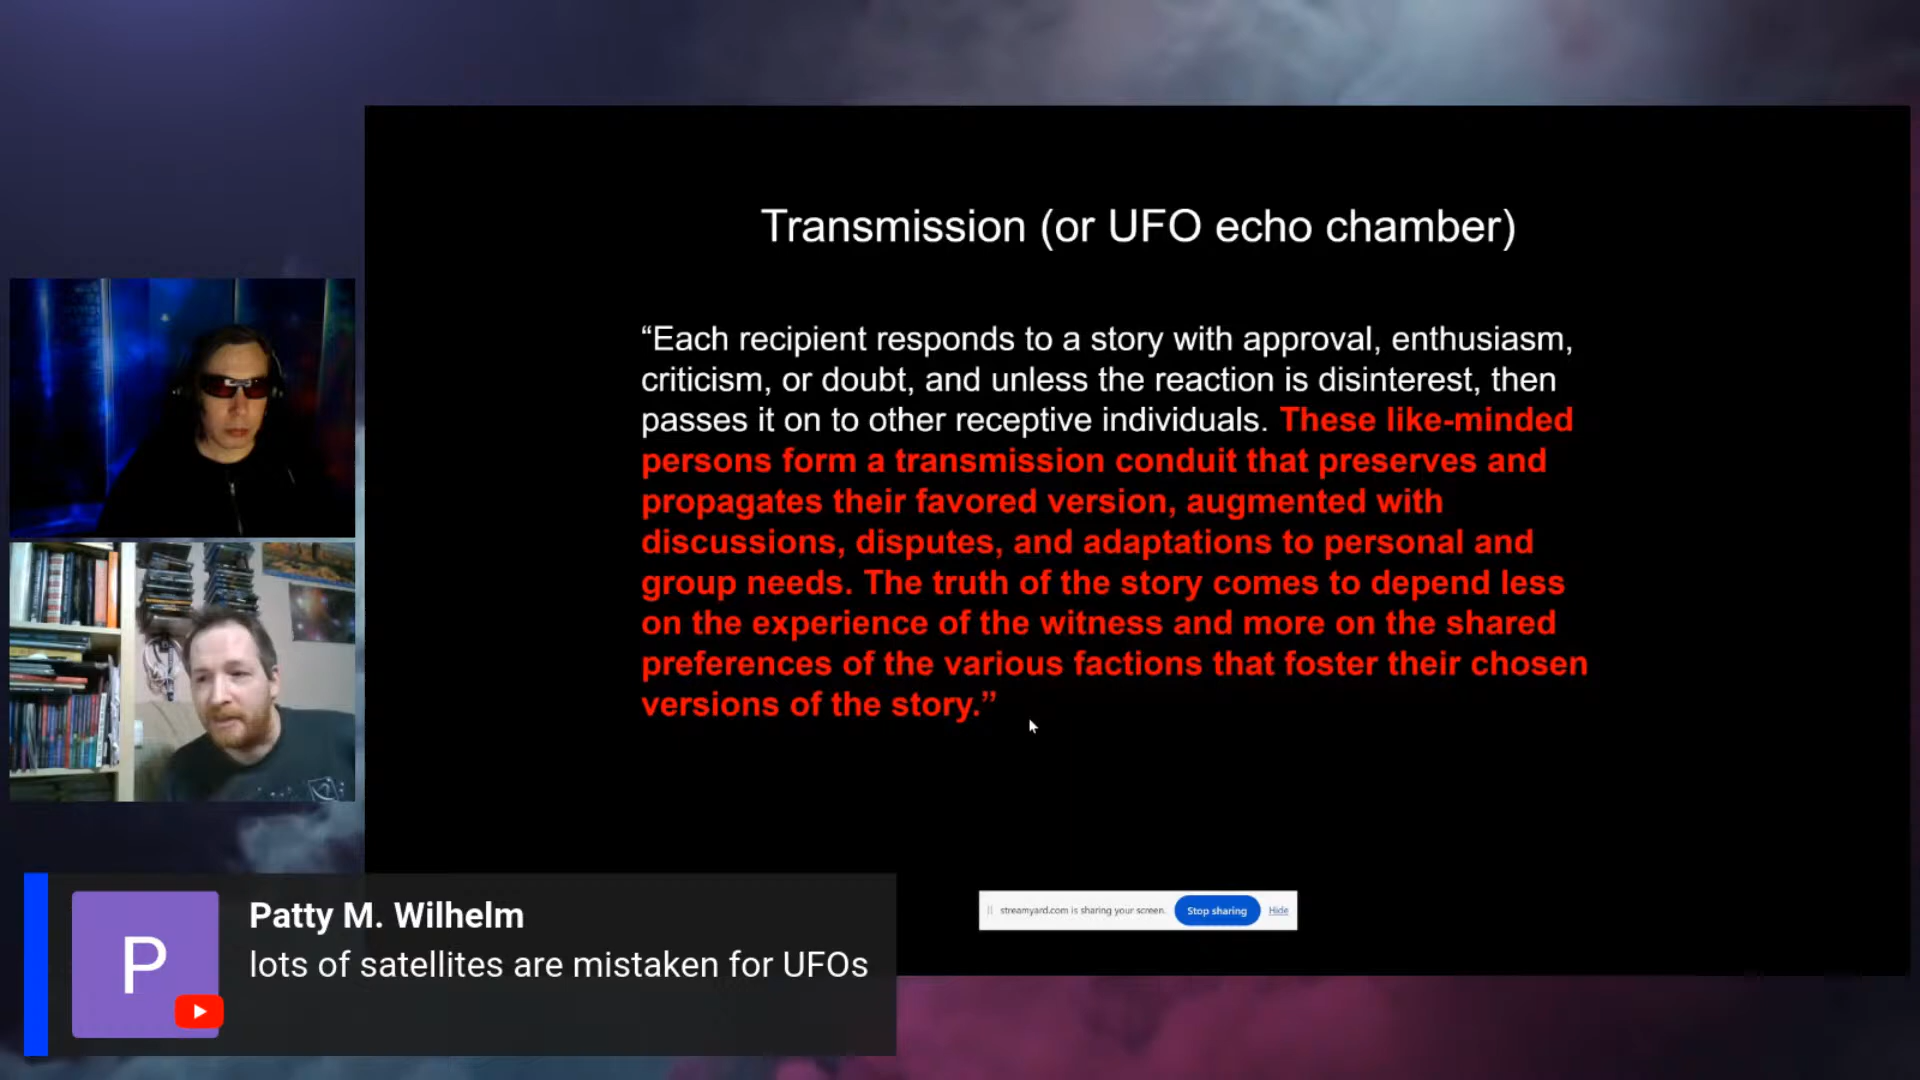 Transmission (or UFO echo chamber)
“Each recipient responds to a story with approval, enthusiasm,
criticism, or doubt, and unless the reaction is disinterest, then
passes it on to other receptive individuals. These like-minded
persons form a transmission conduit that preserves and
propagates their favored version, augmented with
discussions, disputes, and adaptations to personal and
group needs. The truth of the story comes to depend less
on the experience of the witness and more on the shared
preferences of the various factions that foster their chosen
versions of the story.”
streamyard.com is sharing your screen.
Stop sharing
Hide
P
Patty M. Wilhelm
lots of satellites are mistaken for UFOs